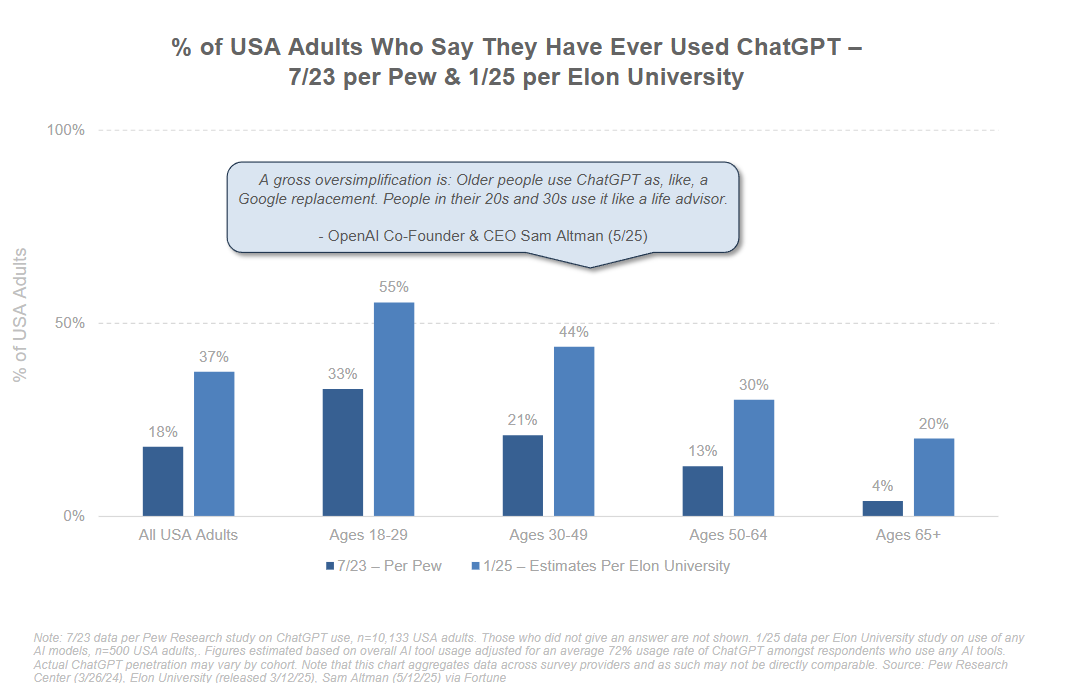 % of USA Adults Who Say They Have Ever Used ChatGPT –
7/23 per Pew & 1/25 per Elon University
100%
A gross oversimplification is: Older people use ChatGPT as, like, a
Google replacement. People in their 20s and 30s use it like a life advisor.
- OpenAI Co-Founder & CEO Sam Altman (5/25)
% of USA Adults
55%
50%
44%
37%
33%
30%
21%
20%
18%
13%
4%
0%
All USA Adults
Ages 18-29
Ages 30-49
Ages 50-64
Ages 65+
7/23 – Per Pew
1/25 – Estimates Per Elon University
Note: 7/23 data per Pew Research study on ChatGPT use, n=10,133 USA adults. Those who did not give an answer are not shown. 1/25 data per Elon University study on use of any
AI models, n=500 USA adults,. Figures estimated based on overall AI tool usage adjusted for an average 72% usage rate of ChatGPT amongst respondents who use any AI tools.
Actual ChatGPT penetration may vary by cohort. Note that this chart aggregates data across survey providers and as such may not be directly comparable. Source: Pew Research
Center (3/26/24), Elon University (released 3/12/25), Sam Altman (5/12/25) via Fortune